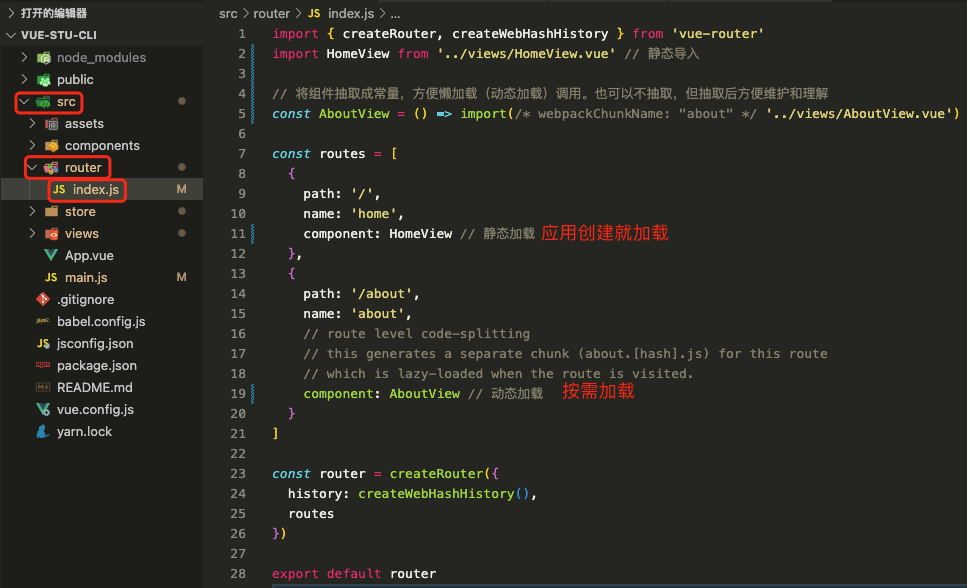 打开的编辑器
VUE-STU-CLI
node_modules
public
src
assets
components
router
JS index.js M
store
views
App.vue
JS main.js M
.gitignore
babel.config.js
JS jsconfig.json
package.json
README.md
vue.config.js
yarn.lock
src > router > JS index.js > ...
1 import { createRouter, createWebHashHistory } from 'vue-router'
2 import HomeView from '../views/HomeView.vue' // 静态导入
3
4 // 将组件抽取成常量，方便懒加载（动态加载）调用。也可以不抽取，但抽取后方便维护和理解
5 const AboutView = () => import(/* webpackChunkName: "about" */ '../views/AboutView.vue')
6
7 const routes = [
8 {
9 path: '/',
10 name: 'home',
11 component: HomeView // 静态加载 应用创建就加载
12 },
13 {
14 path: '/about',
15 name: 'about',
16 // route level code-splitting
17 // this generates a separate chunk (about.[hash].js) for this route
18 // which is lazy-loaded when the route is visited.
19 component: AboutView // 动态加载 按需加载
20 }
21 ]
22
23 const router = createRouter({
24 history: createWebHashHistory(),
25 routes
26 })
27
28 export default router